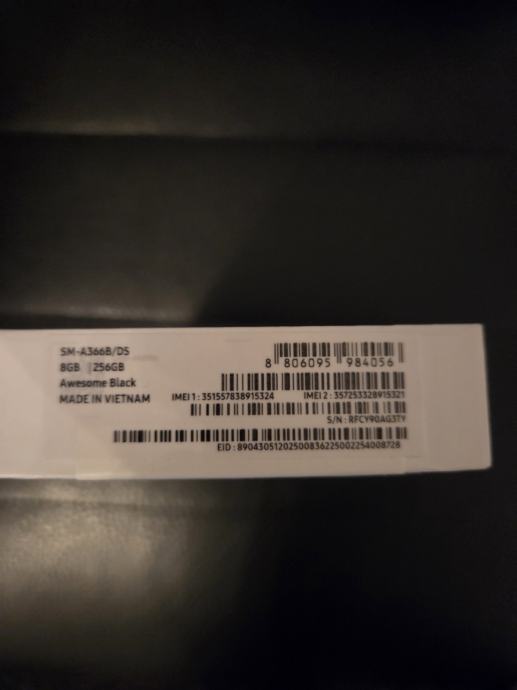 SM-A366B/DS
8GB | 256GB
Awesome Black
MADE IN VIETNAM
8 806095 984056
IMEI 1 : 351557838915324 IMEI 2 : 357253328915321
S/N : RFCY90AG3TY
EID : 89043051202500836225002254008728